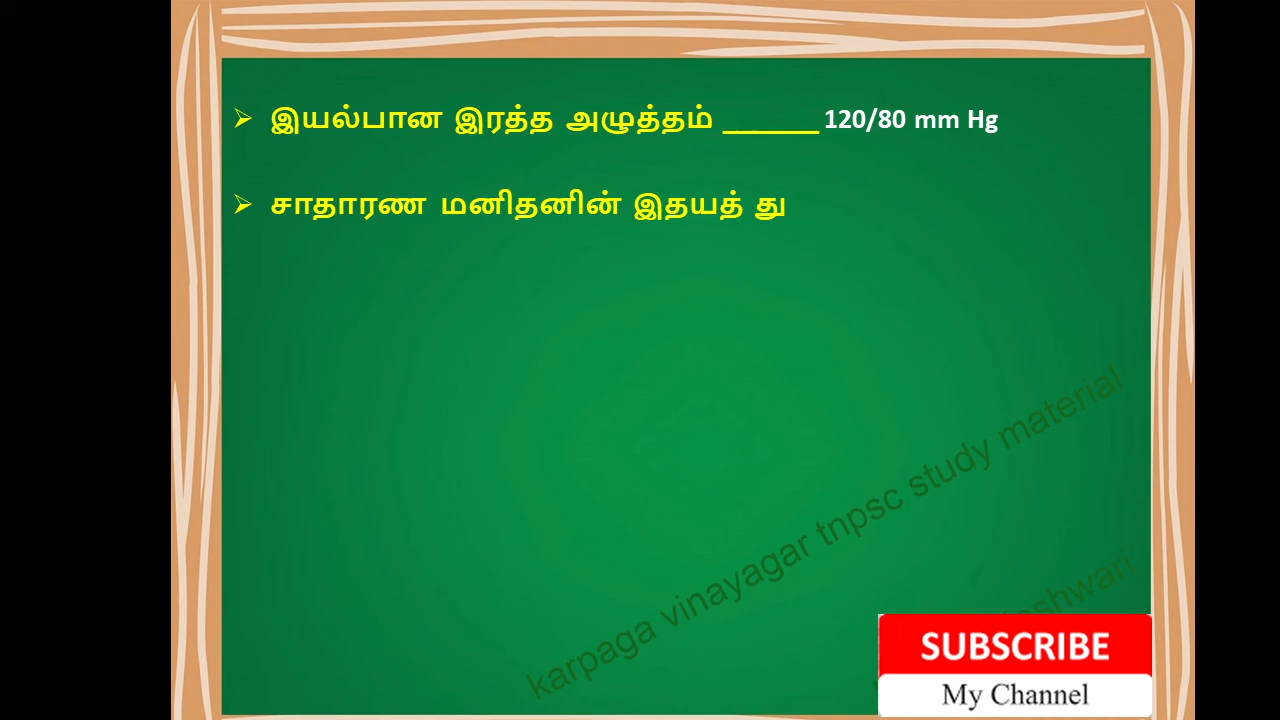 ➢ இயல்பான இரத்த அழுத்தம் ______ 120/80 mm Hg
➢ சாதாரண மனிதனின் இதயத் து
karpaga vinayagar tnpsc study material
SUBSCRIBE
My Channel